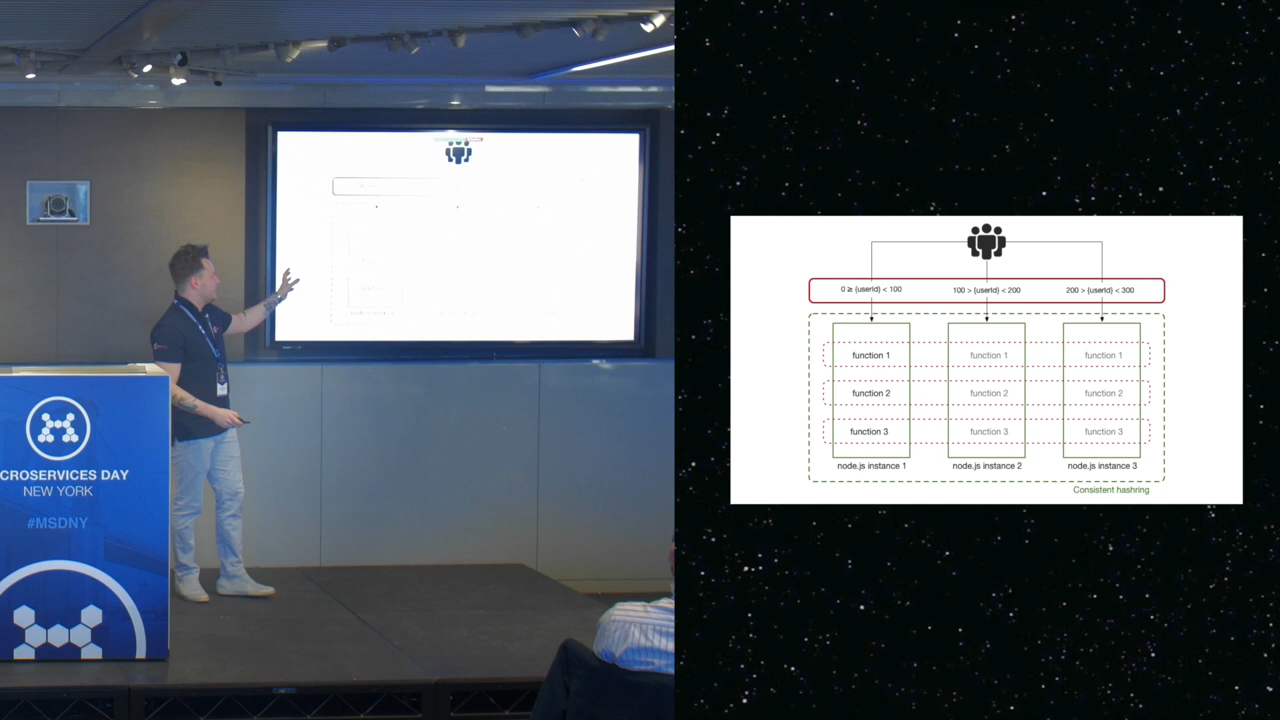 CROSERVICES DAY
NEW YORK
#MSDNY
0 ≥ {userId} < 100
100 > {userId} < 200
200 > {userId} < 300
function 1
function 1
function 1
function 2
function 2
function 2
function 3
function 3
function 3
node.js instance 1
node.js instance 2
node.js instance 3
Consistent hashring